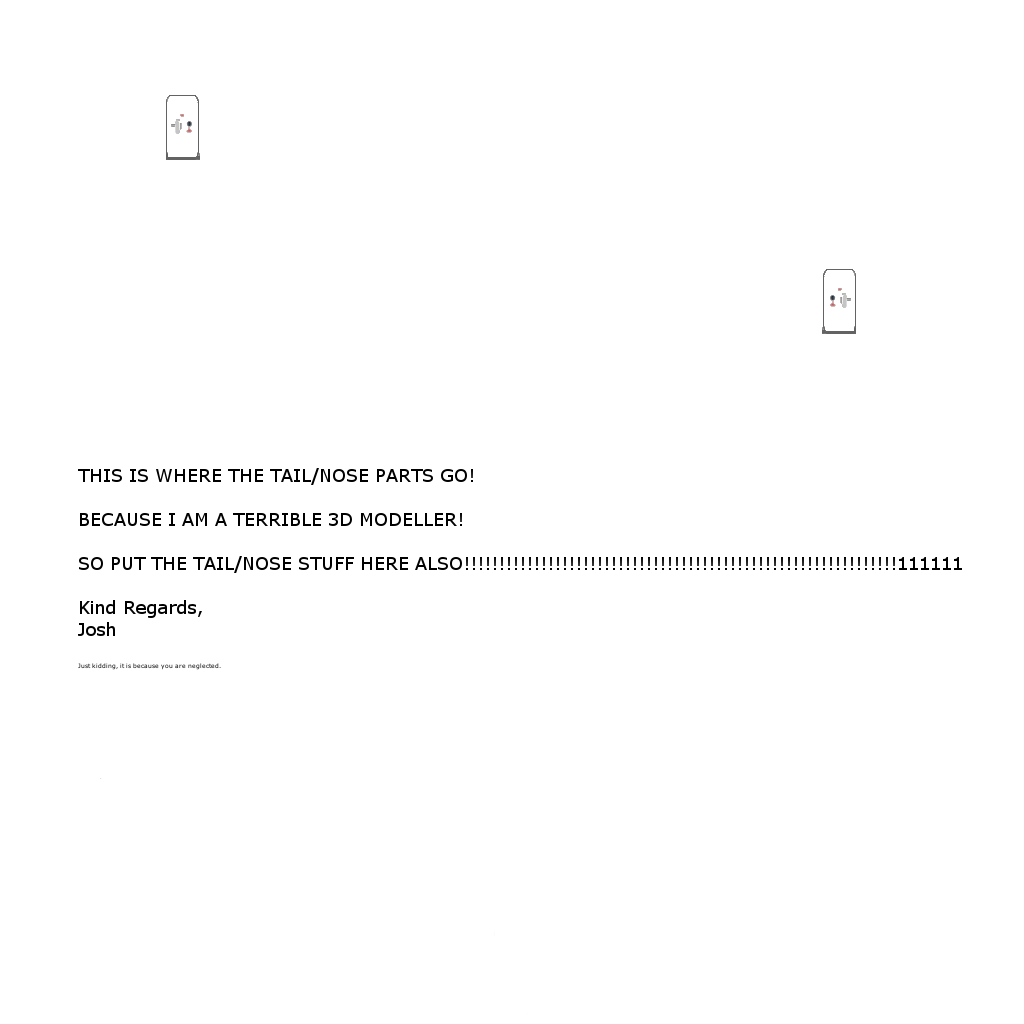 THIS IS WHERE THE TAIL/NOSE PARTS GO!
BECAUSE I AM A TERRIBLE 3D MODELLER!
SO PUT THE TAIL/NOSE STUFF HERE ALSO!!!!!!!!!!!!!!!!!!!!!!!!!!!!!!!!!!!!!!!!!!!!!!!!!!!!!!!!!!!!!!111111
Kind Regards,
Josh
Just kidding, it is because you are neglected.